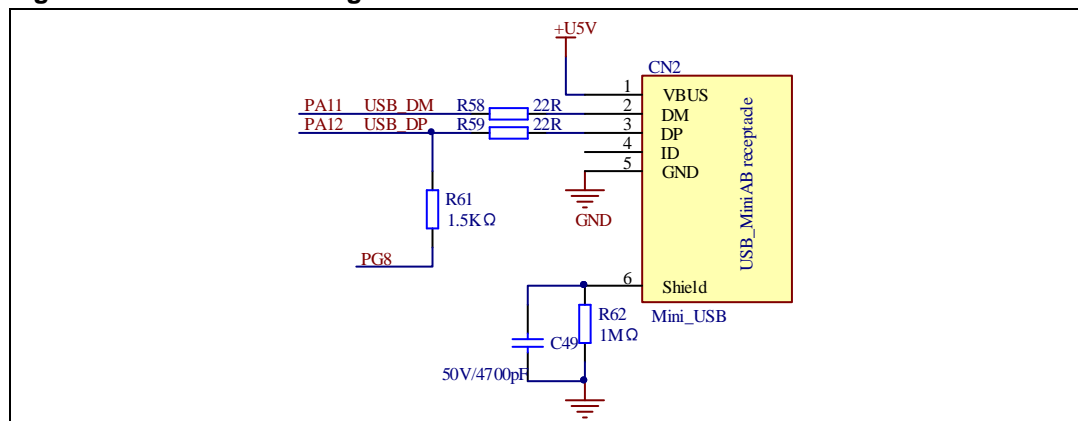 +U5V
CN2
1 VBUS
PA11 USB_DM R58 22R 2 DM
PA12 USB_DP R59 22R 3 DP
4 ID
5 GND
USB_MiniAB receptacle
R61
1.5KΩ
GND
PG8
6 Shield
R62
1MΩ
Mini_USB
C49
50V/4700pF